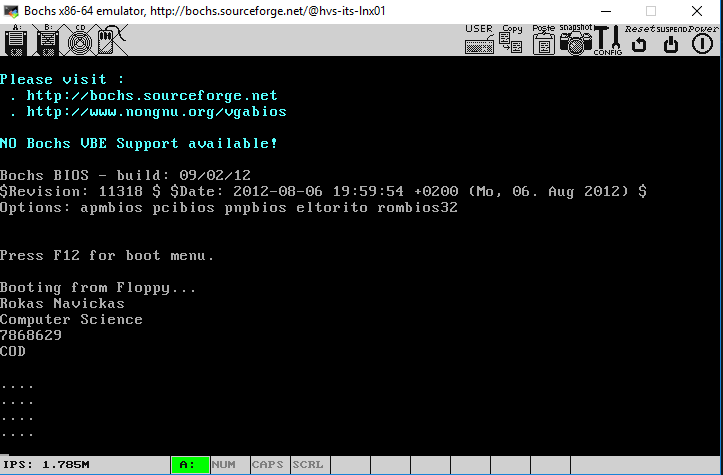 Bochs x86-64 emulator, http://bochs.sourceforge.net/@hvs-its-lnx01
A: B: CD USER Copy Paste snapshot CONFIG Reset SUSPEND Power
Please visit :
. http://bochs.sourceforge.net
. http://www.nongnu.org/vgabios
NO Bochs VBE Support available!
Bochs BIOS - build: 09/02/12
$Revision: 11318 $ $Date: 2012-08-06 19:59:54 +0200 (Mo, 06. Aug 2012) $
Options: apmbios pcibios pnpbios eltorito rombios32
Press F12 for boot menu.
Booting from Floppy...
Rokas Navickas
Computer Science
7868629
COD
....
....
....
....
IPS: 1.785M A: NUM CAPS SCRL